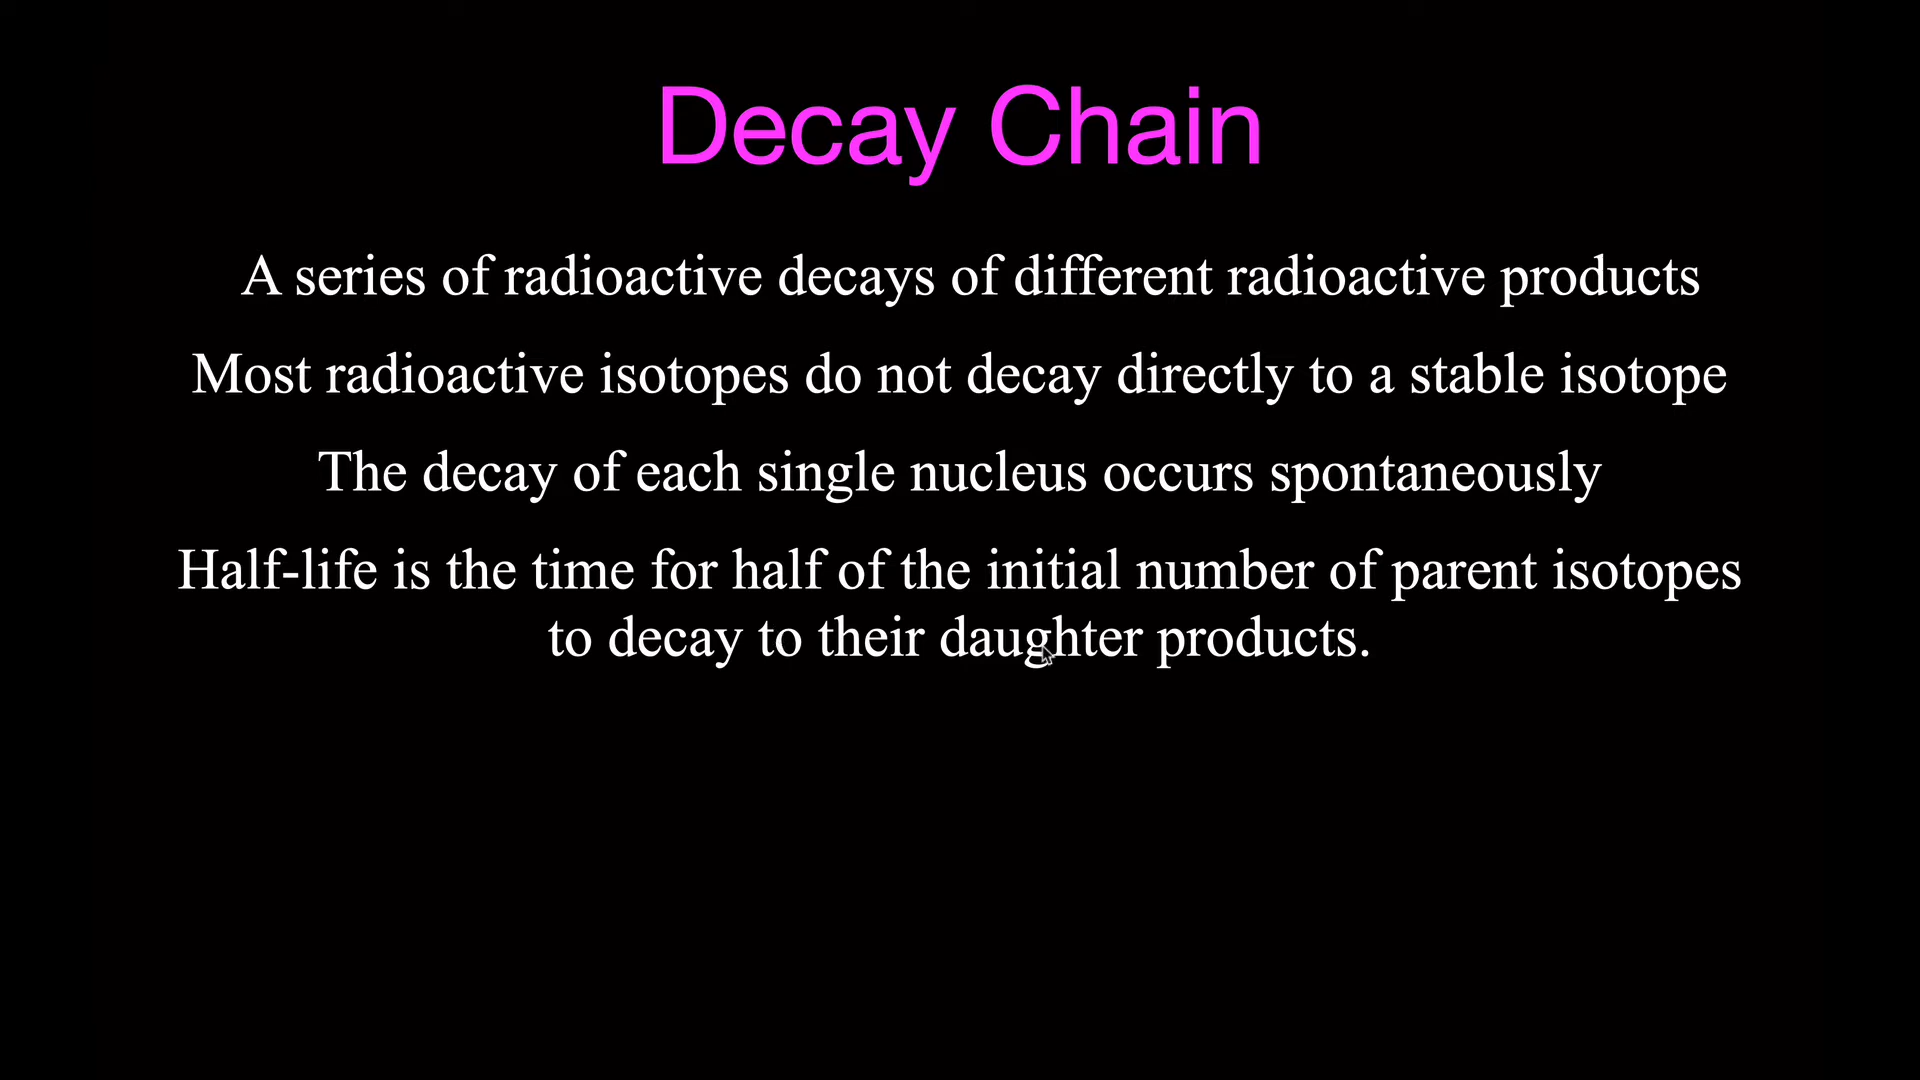 Decay Chain
A series of radioactive decays of different radioactive products
Most radioactive isotopes do not decay directly to a stable isotope
The decay of each single nucleus occurs spontaneously
Half-life is the time for half of the initial number of parent isotopes
to decay to their daughter products.